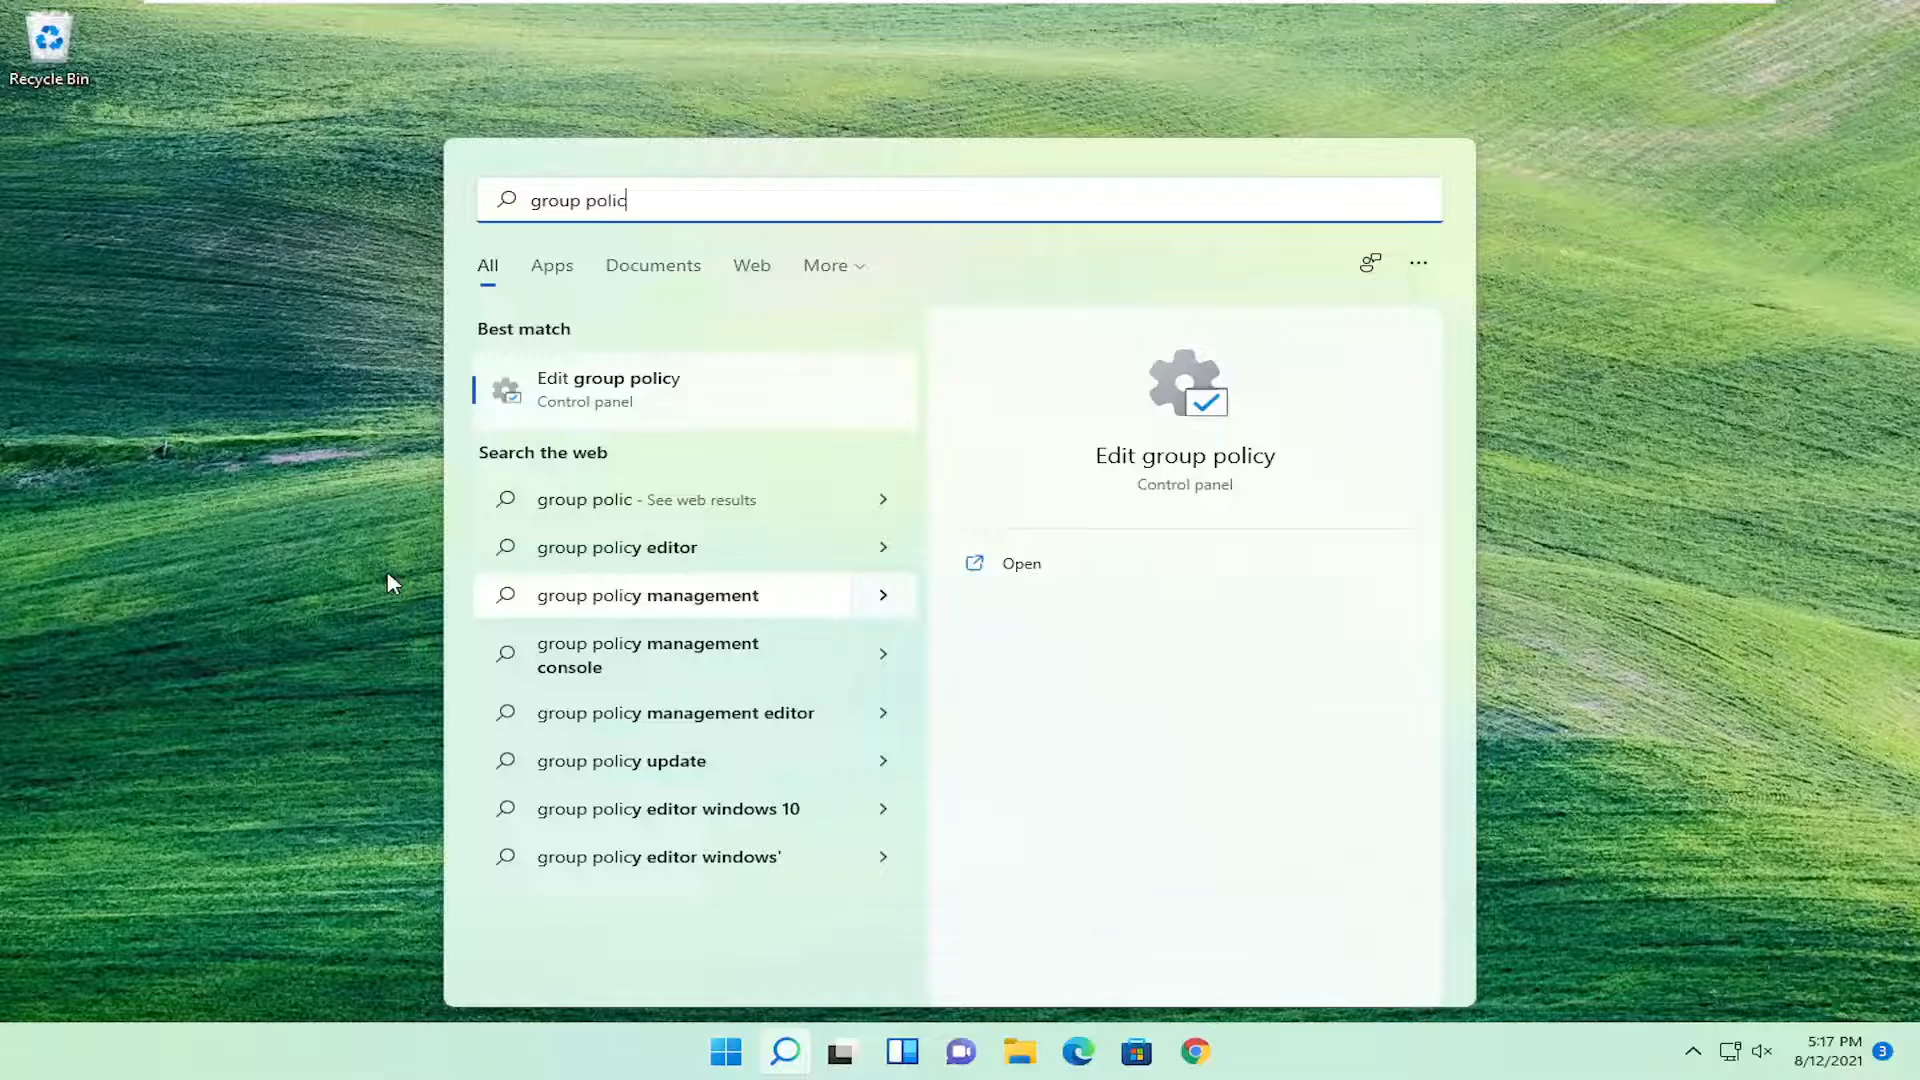 Recycle Bin
group polic
All Apps Documents Web More
Best match
Edit group policy
Control panel
Search the web
group polic - See web results
group policy editor
group policy management
group policy management
console
group policy management editor
group policy update
group policy editor windows 10
group policy editor windows'
Edit group policy
Control panel
Open
5:17 PM
8/12/2021
3